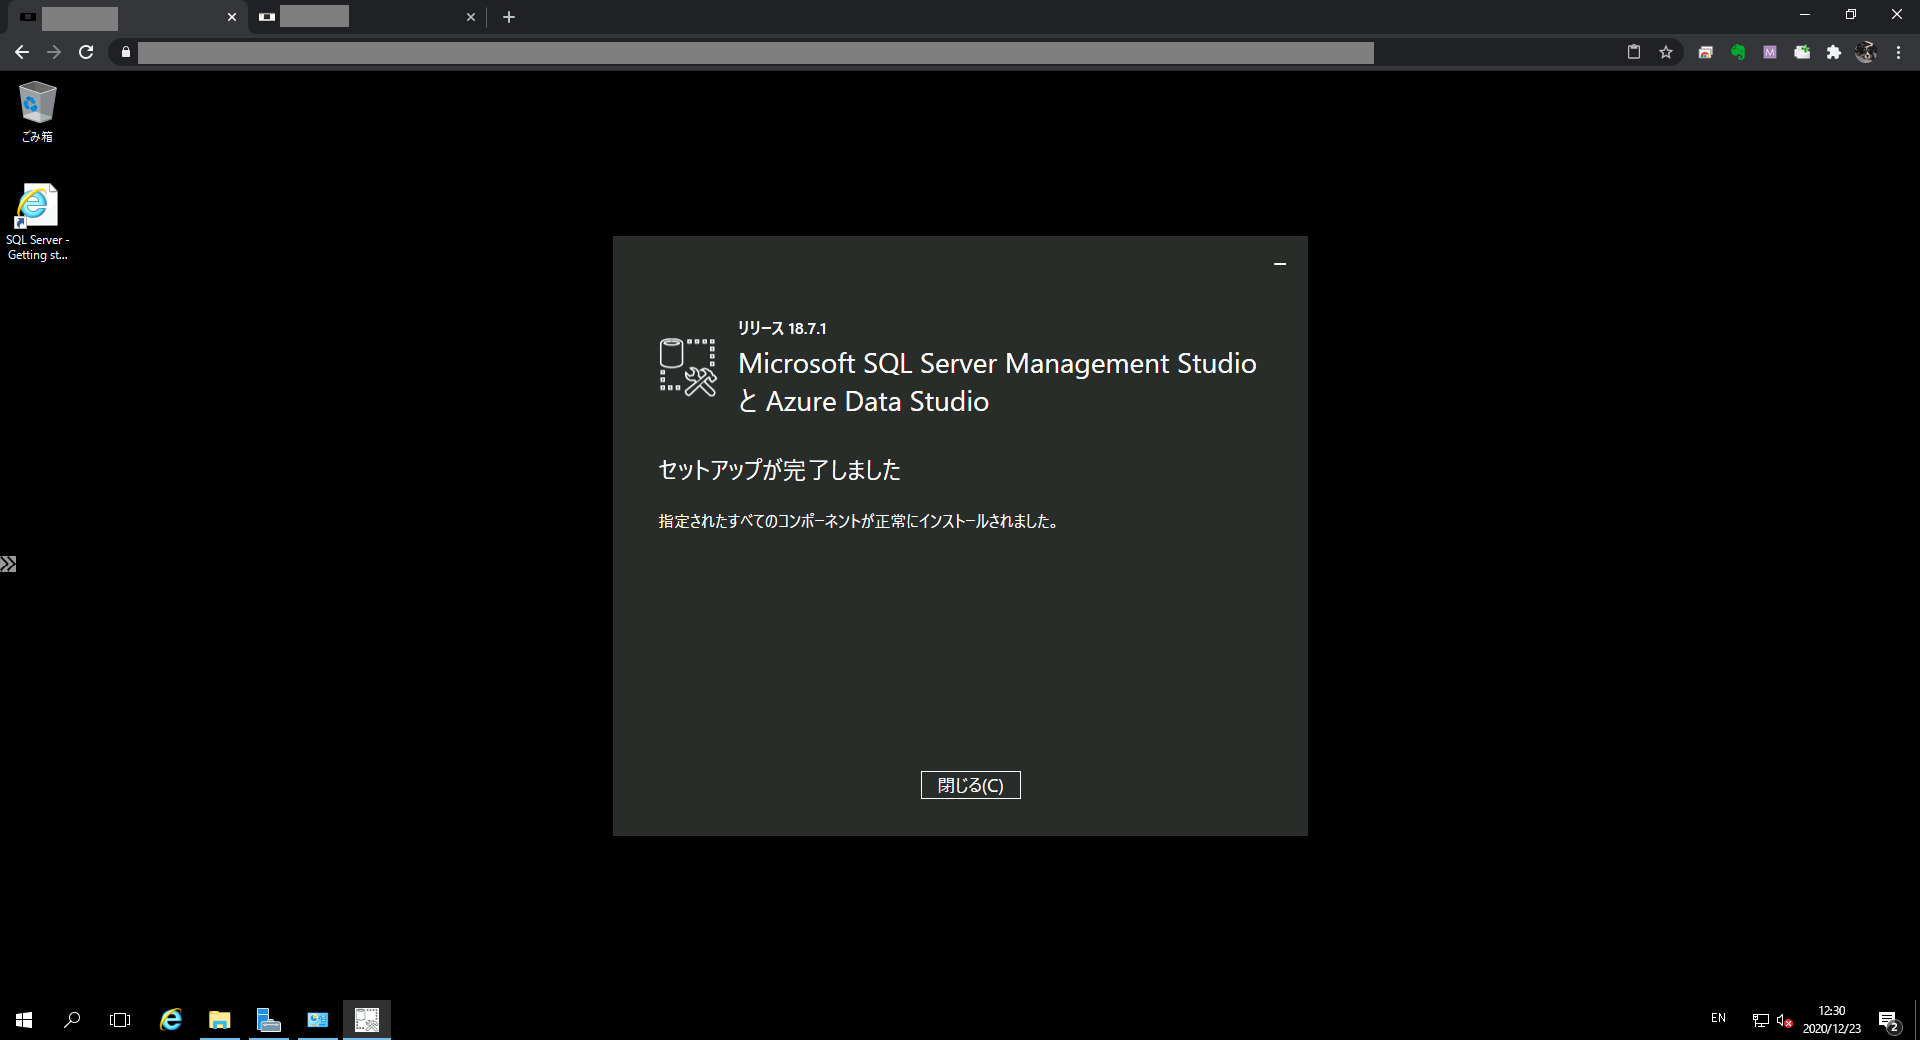 ごみ箱
SQL Server -
Getting st...
リリース 18.7.1
Microsoft SQL Server Management Studio
と Azure Data Studio
セットアップが完了しました
指定されたすべてのコンポーネントが正常にインストールされました。
閉じる(C)
EN
12:30
2020/12/23
2